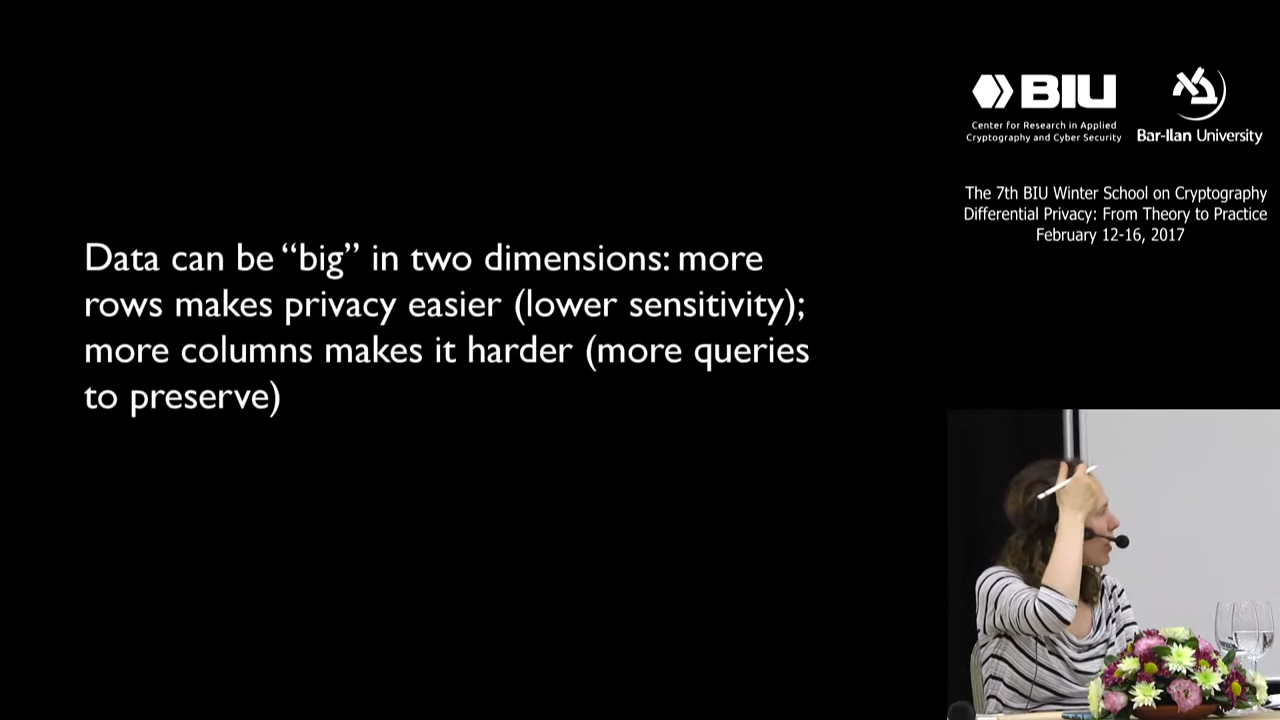 Data can be “big” in two dimensions: more
rows makes privacy easier (lower sensitivity);
more columns makes it harder (more queries
to preserve)
BIU
Center for Research in Applied
Cryptography and Cyber Security
Bar-Ilan University
The 7th BIU Winter School on Cryptography
Differential Privacy: From Theory to Practice
February 12-16, 2017